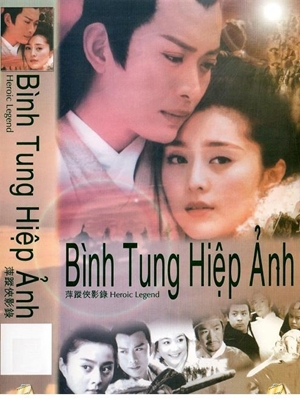 Bình Tung Hiệp Ảnh
萍蹤俠影錄
Heroic Legend
Bình Tung Hiệp Ảnh
萍蹤俠影錄 Heroic Legend